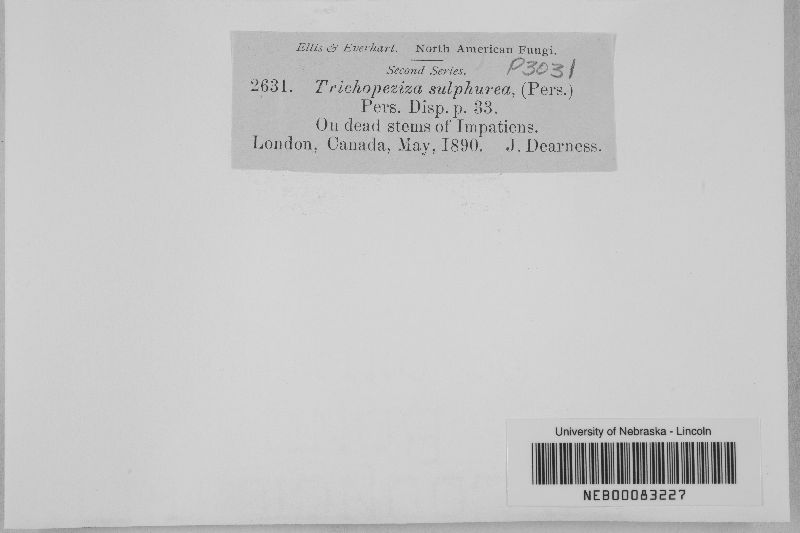 Ellis & Everhart. North American Fungi.
Second Series. P3031
2631. Trichopeziza sulphurea, (Pers.)
Pers. Disp. p. 33.
On dead stems of Impatiens.
London, Canada, May, 1890. J. Dearness.
University of Nebraska - Lincoln
NEB00083227